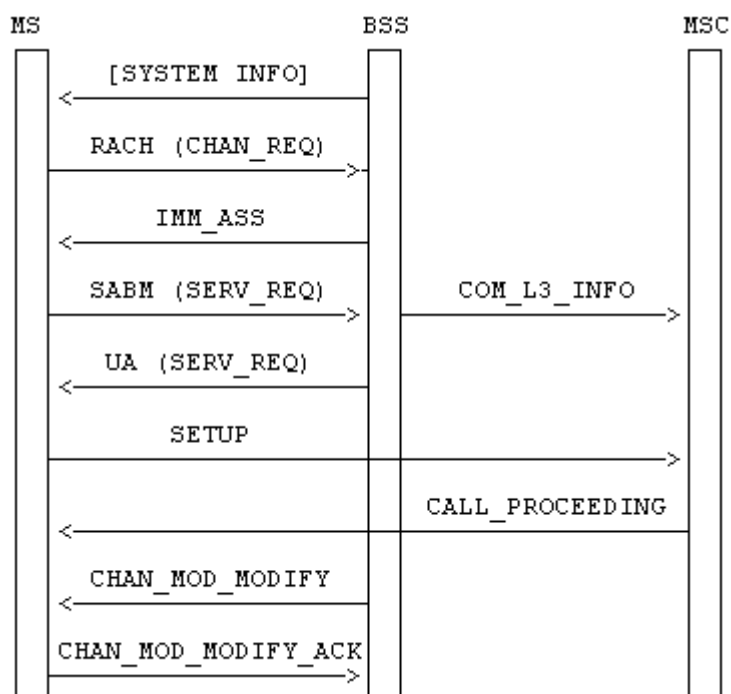 MS BSS MSC
[SYSTEM INFO]
RACH (CHAN_REQ)
IMM_ASS
SABM (SERV_REQ) COM_L3_INFO
UA (SERV_REQ)
SETUP
CALL_PROCEEDING
CHAN_MOD_MODIFY
CHAN_MOD_MODIFY_ACK